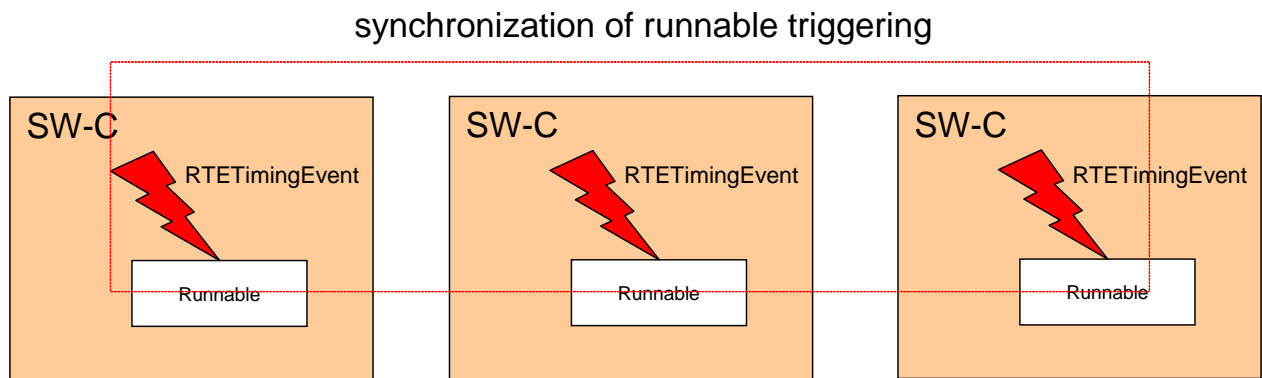 synchronization of runnable triggering
SW-C
RTETimingEvent
Runnable
SW-C
RTETimingEvent
Runnable
SW-C
RTETimingEvent
Runnable